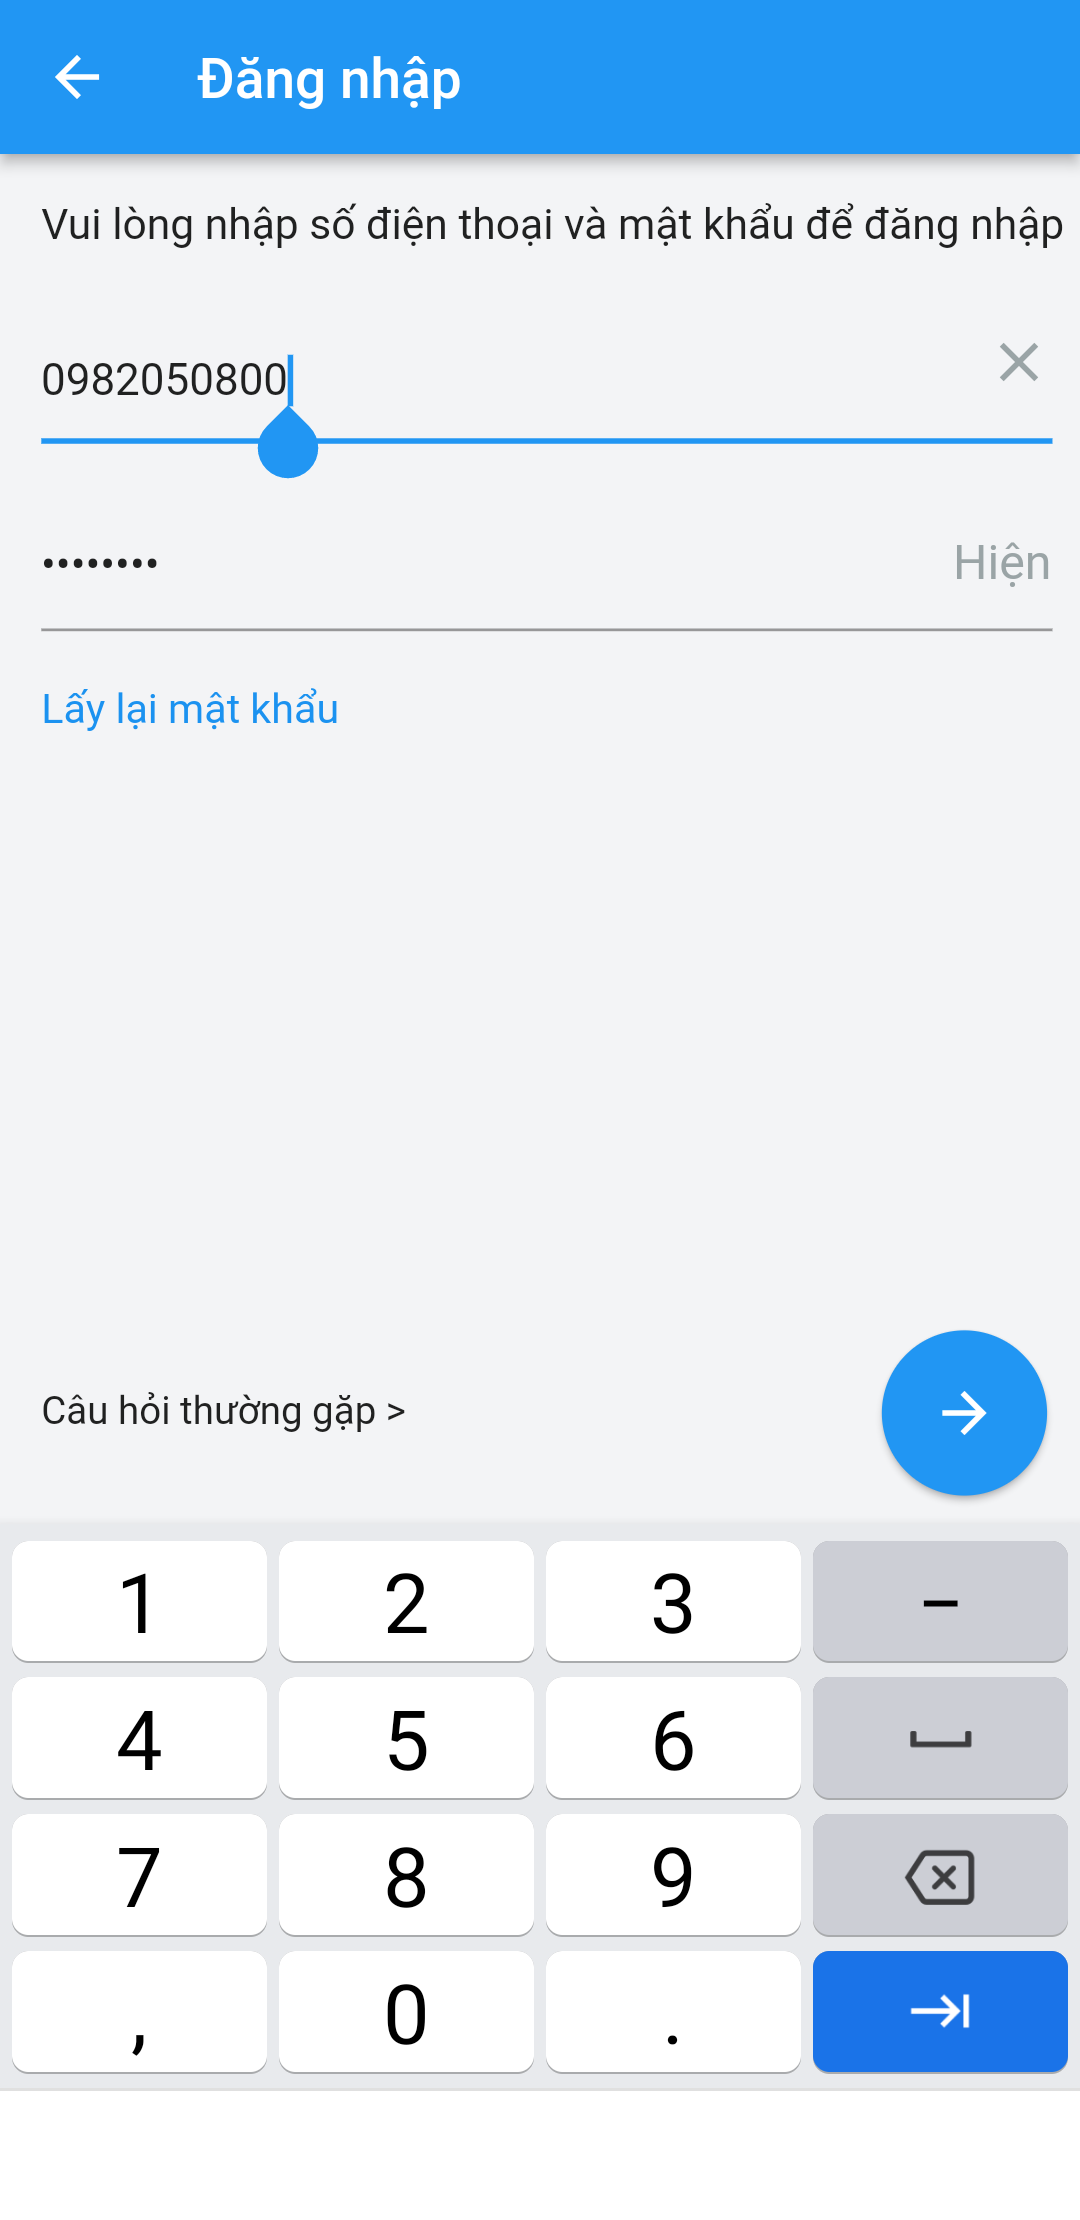 Đăng nhập
Vui lòng nhập số điện thoại và mật khẩu để đăng nhập
0982050800
••••••••
Hiện
Lấy lại mật khẩu
Câu hỏi thường gặp >
1 2 3 –
4 5 6
7 8 9
, 0 .